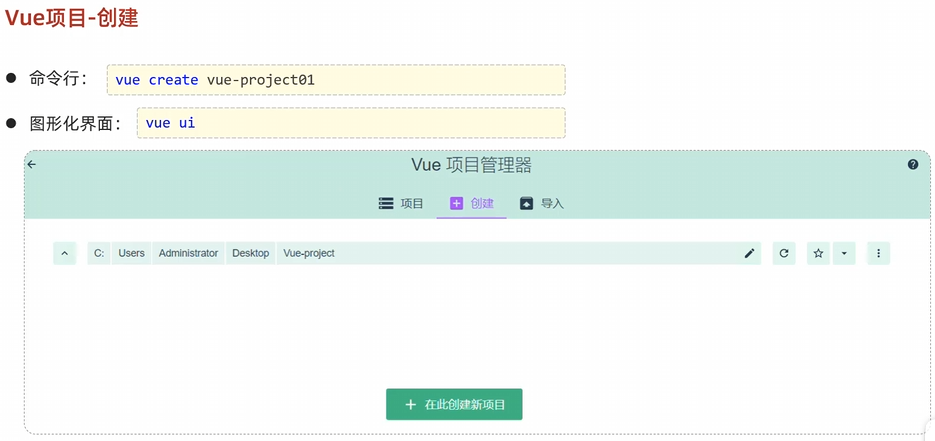 Vue项目-创建
● 命令行： vue create vue-project01
● 图形化界面： vue ui
Vue 项目管理器
项目 创建 导入
C: Users Administrator Desktop Vue-project
在此创建新项目